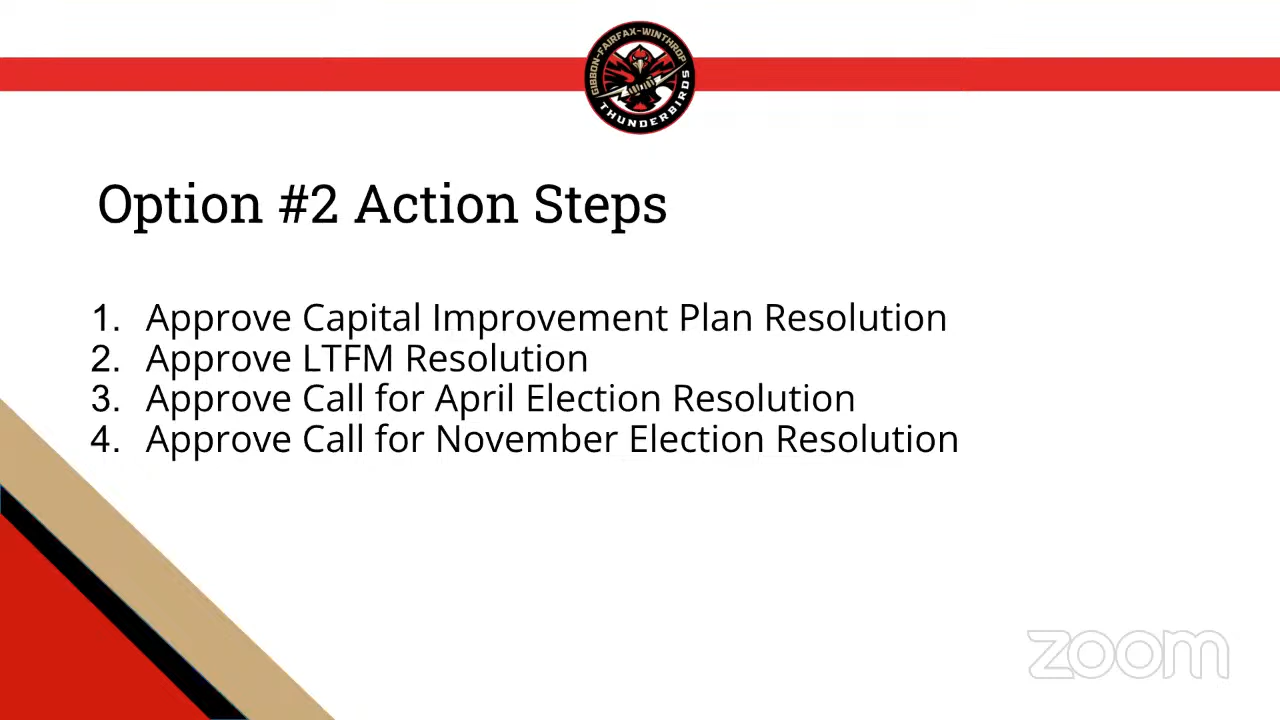 GIBBON-FAIRFAX-WINTHROP
THUNDERBIRDS
Option #2 Action Steps
1. Approve Capital Improvement Plan Resolution
2. Approve LTFM Resolution
3. Approve Call for April Election Resolution
4. Approve Call for November Election Resolution
zoom